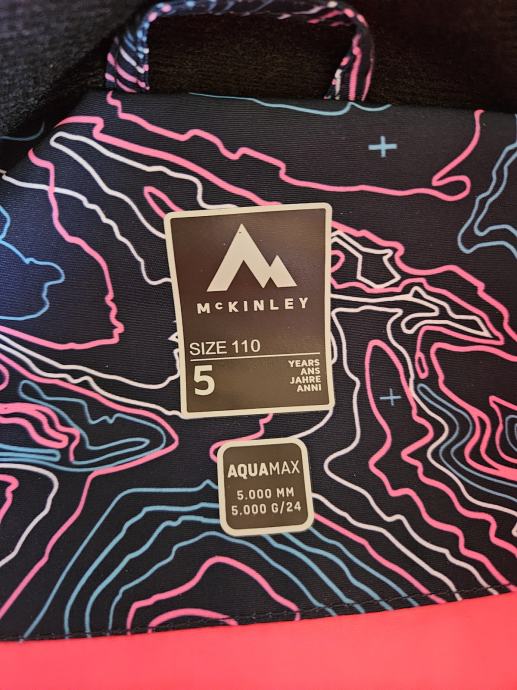 McKINLEY
SIZE 110
5
YEARS
ANS
JAHRE
ANNI
AQUAMAX
5.000 MM
5.000 G/24